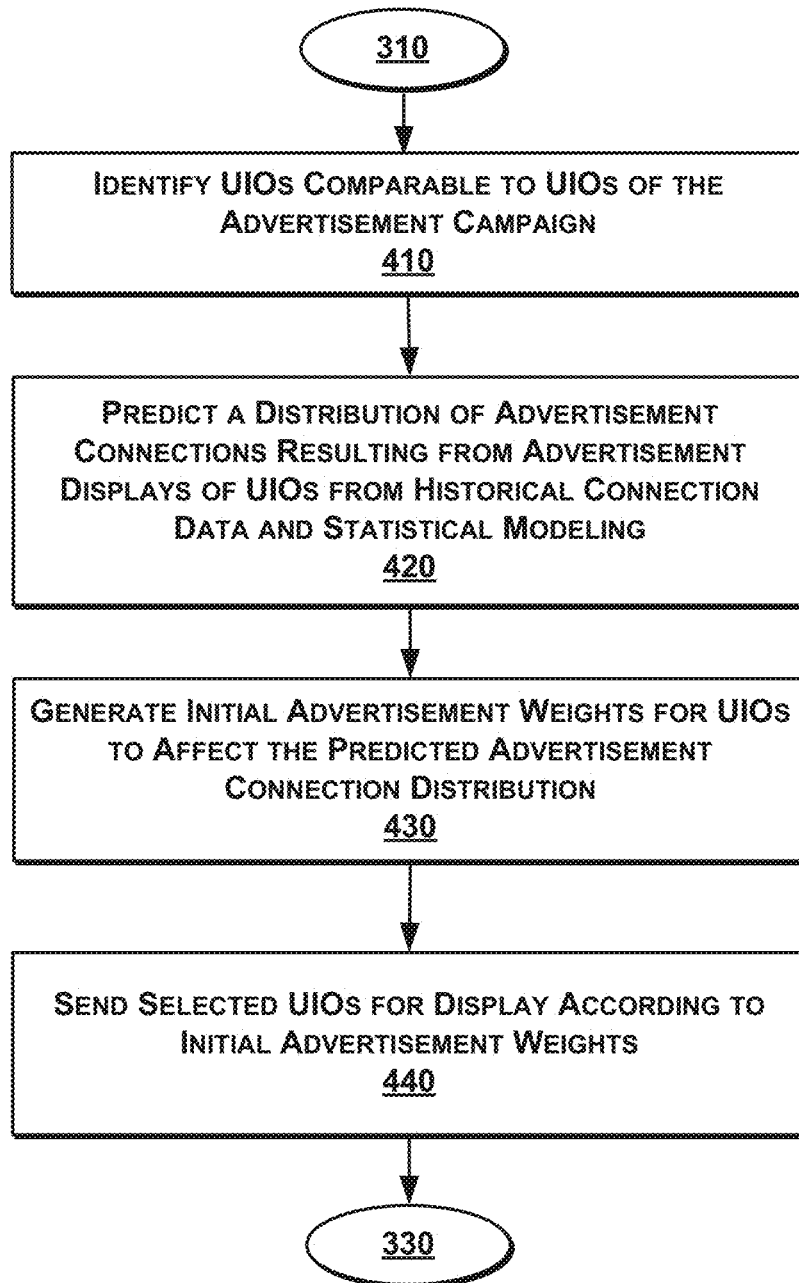 310
IDENTIFY UIOS COMPARABLE TO UIOS OF THE
ADVERTISEMENT CAMPAIGN
410
PREDICT A DISTRIBUTION OF ADVERTISEMENT
CONNECTIONS RESULTING FROM ADVERTISEMENT
DISPLAYS OF UIOS FROM HISTORICAL CONNECTION
DATA AND STATISTICAL MODELING
420
GENERATE INITIAL ADVERTISEMENT WEIGHTS FOR UIOS
TO AFFECT THE PREDICTED ADVERTISEMENT
CONNECTION DISTRIBUTION
430
SEND SELECTED UIOS FOR DISPLAY ACCORDING TO
INITIAL ADVERTISEMENT WEIGHTS
440
330